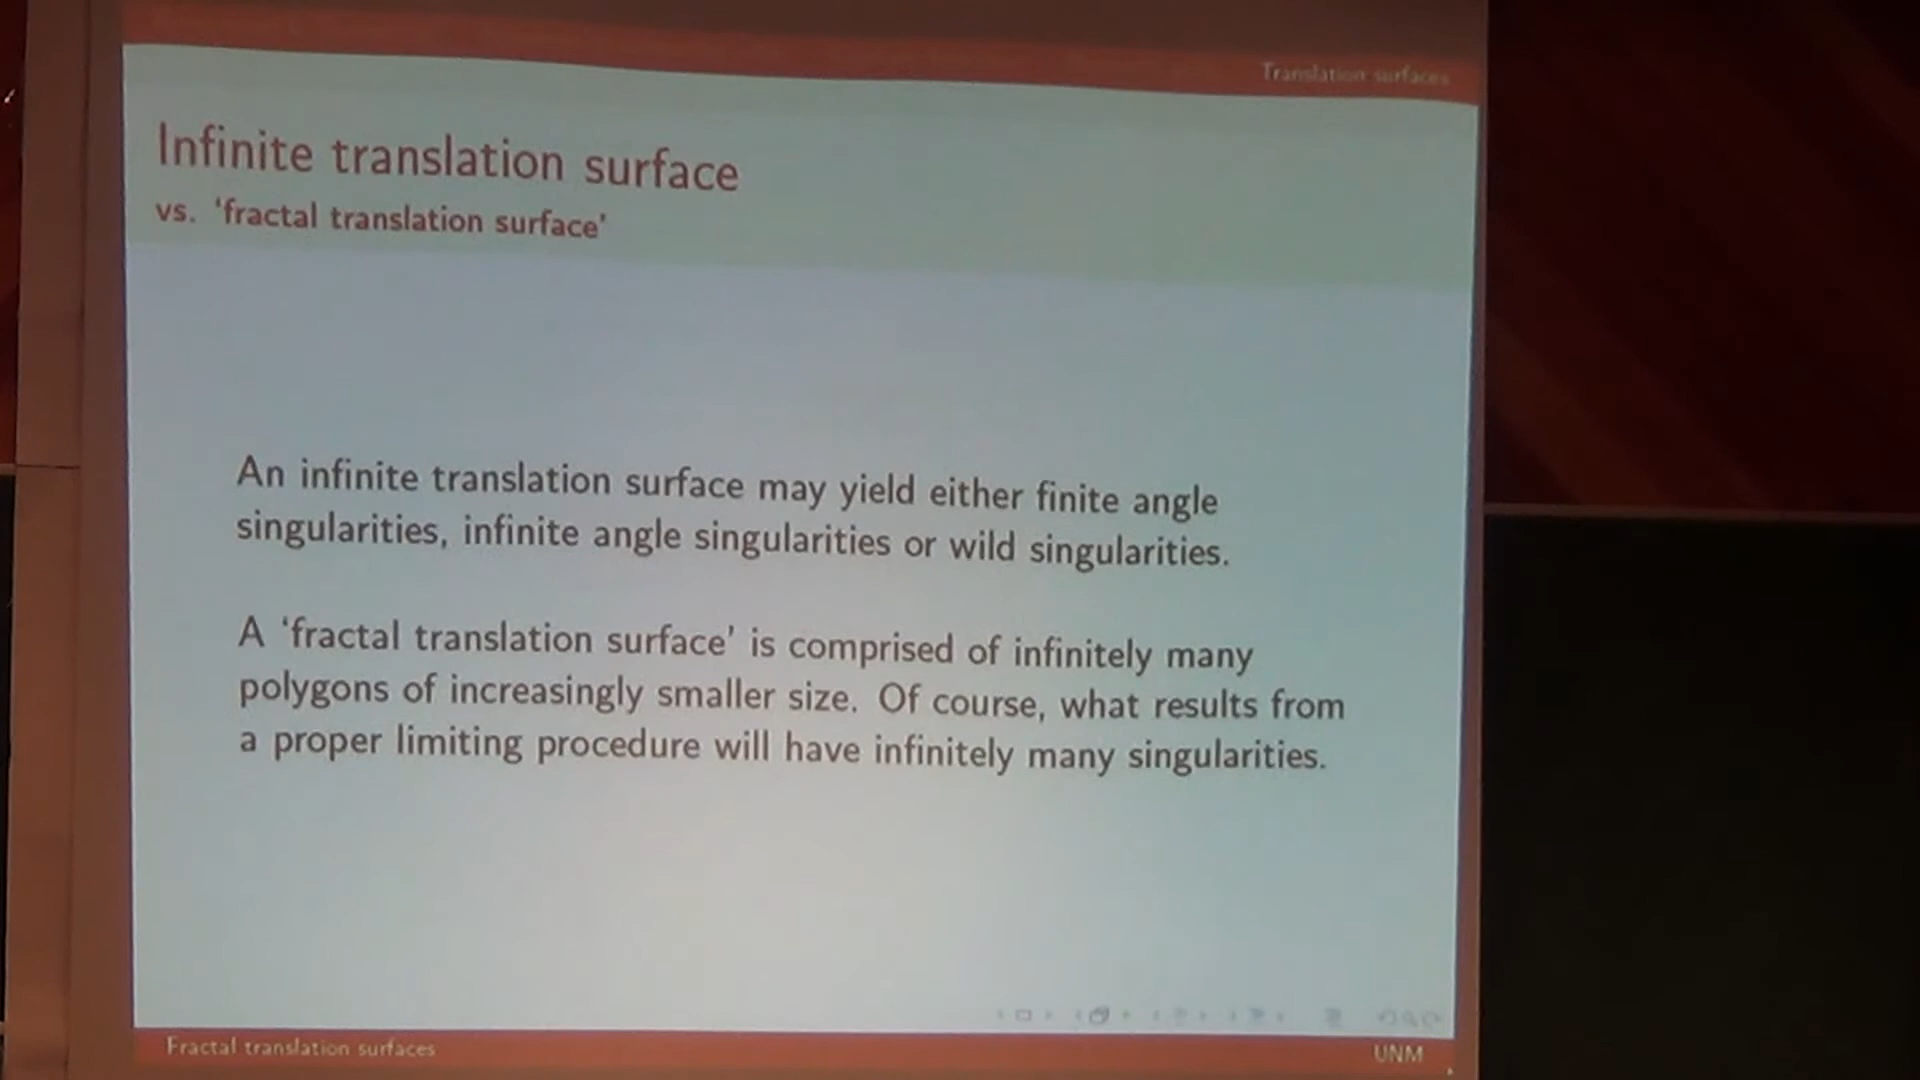 Translation surfaces
Infinite translation surface
vs. ‘fractal translation surface’
An infinite translation surface may yield either finite angle
singularities, infinite angle singularities or wild singularities.
A ‘fractal translation surface’ is comprised of infinitely many
polygons of increasingly smaller size. Of course, what results from
a proper limiting procedure will have infinitely many singularities.
Fractal translation surfaces
UNM